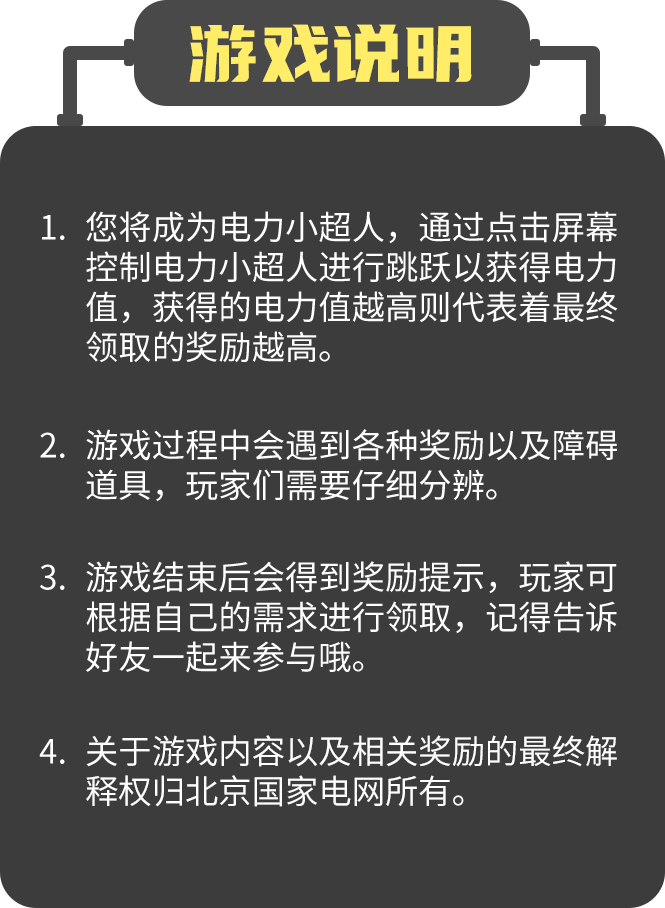 游戏说明
1. 您将成为电力小超人，通过点击屏幕
控制电力小超人进行跳跃以获得电力
值，获得的电力值越高则代表着最终
领取的奖励越高。
2. 游戏过程中会遇到各种奖励以及障碍
道具，玩家们需要仔细分辨。
3. 游戏结束后会得到奖励提示，玩家可
根据自己的需求进行领取，记得告诉
好友一起来参与哦。
4. 关于游戏内容以及相关奖励的最终解
释权归北京国家电网所有。